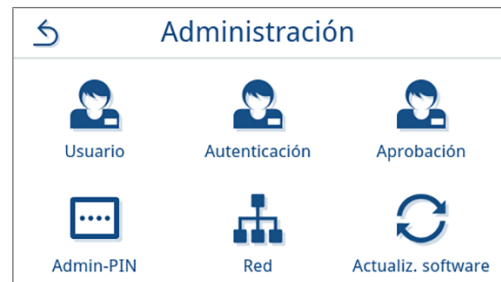 Administración
Usuario Autenticación Aprobación
Admin-PIN Red Actualiz. software